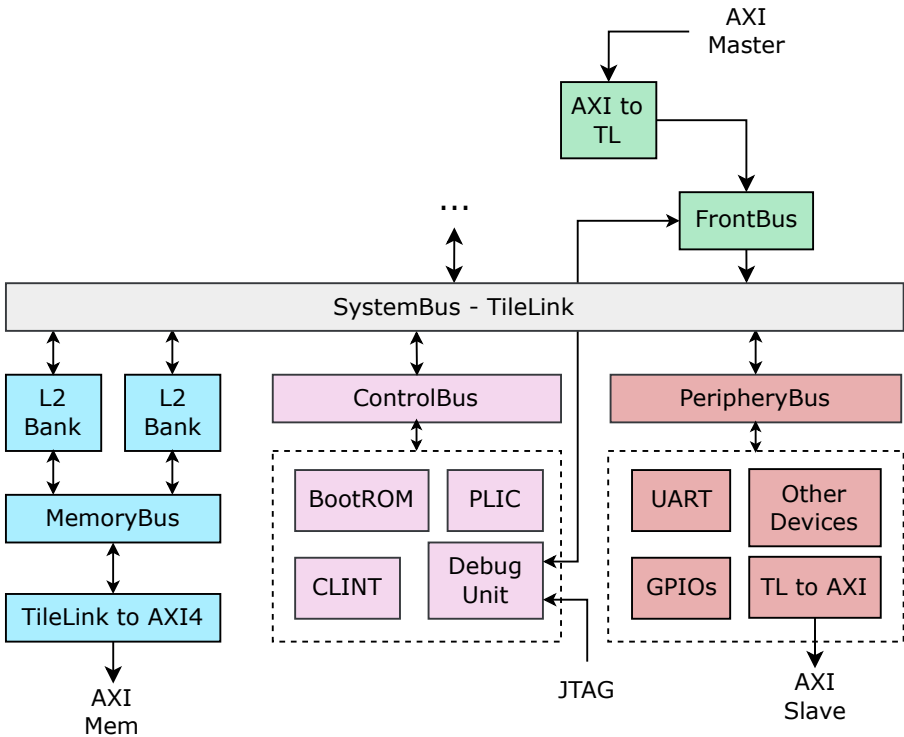 AXI
Master
AXI to
TL
...
FrontBus
SystemBus - TileLink
L2
Bank
L2
Bank
ControlBus
PeripheryBus
BootROM
PLIC
UART
Other
Devices
MemoryBus
CLINT
Debug
Unit
GPIOs
TL to AXI
TileLink to AXI4
AXI
Mem
JTAG
AXI
Slave